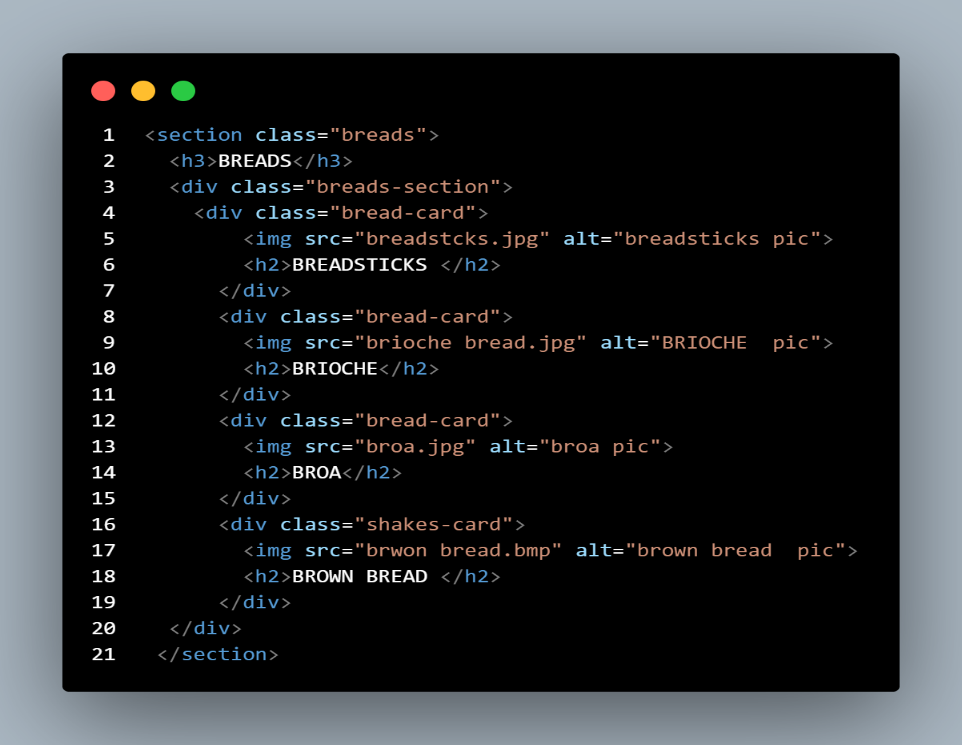 1 <section class="breads">
2 <h3>BREADS</h3>
3 <div class="breads-section">
4 <div class="bread-card">
5 <img src="breadstcks.jpg" alt="breadsticks pic">
6 <h2>BREADSTICKS </h2>
7 </div>
8 <div class="bread-card">
9 <img src="brioche bread.jpg" alt="BRIOCHE  pic">
10 <h2>BRIOCHE</h2>
11 </div>
12 <div class="bread-card">
13 <img src="broa.jpg" alt="broa pic">
14 <h2>BROA</h2>
15 </div>
16 <div class="shakes-card">
17 <img src="brwon bread.bmp" alt="brown bread  pic">
18 <h2>BROWN BREAD </h2>
19 </div>
20 </div>
21 </section>